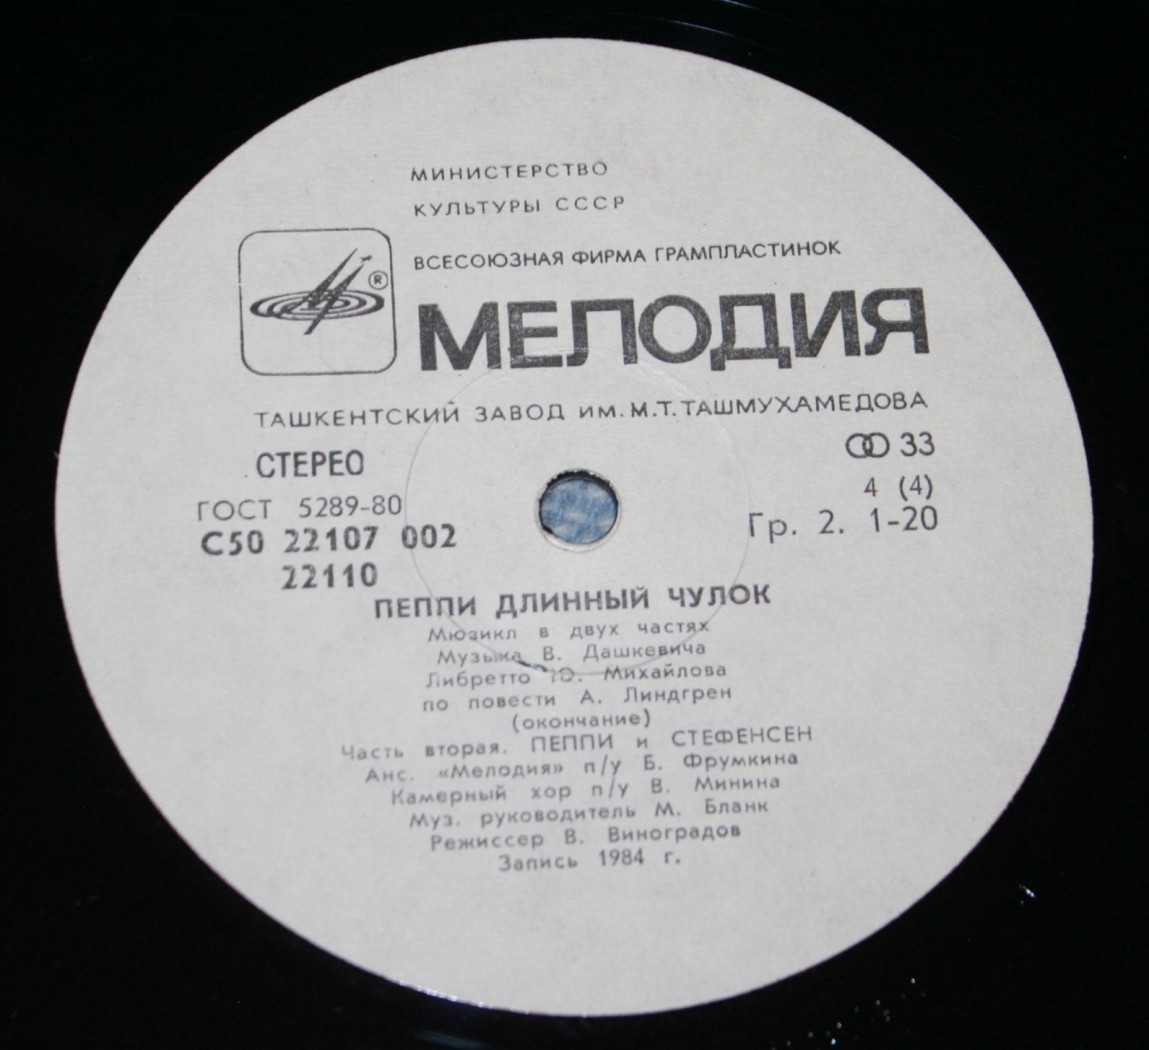 МИНИСТЕРСТВО
КУЛЬТУРЫ СССР
ВСЕСОЮЗНАЯ ФИРМА ГРАМПЛАСТИНОК
®
МЕЛОДИЯ
ТАШКЕНТСКИЙ ЗАВОД ИМ. М.Т. ТАШМУХАМЕДОВА
СТЕРЕО
33
ГОСТ 5289-80
4 (4)
С50 22107 002
Гр. 2. 1-20
22110
ПЕППИ ДЛИННЫЙ ЧУЛОК
Мюзикл в двух частях
Музыка В. Дашкевича
Либретто Ю. Михайлова
по повести А. Линдгрен
(окончание)
Часть вторая. ПЕППИ и СТЕФЕНСЕН
Анс. «Мелодия» п/у Б. Фрумкина
Камерный хор п/у В. Минина
Муз. руководитель М. Бланк
Режиссер В. Виноградов
Запись 1984 г.